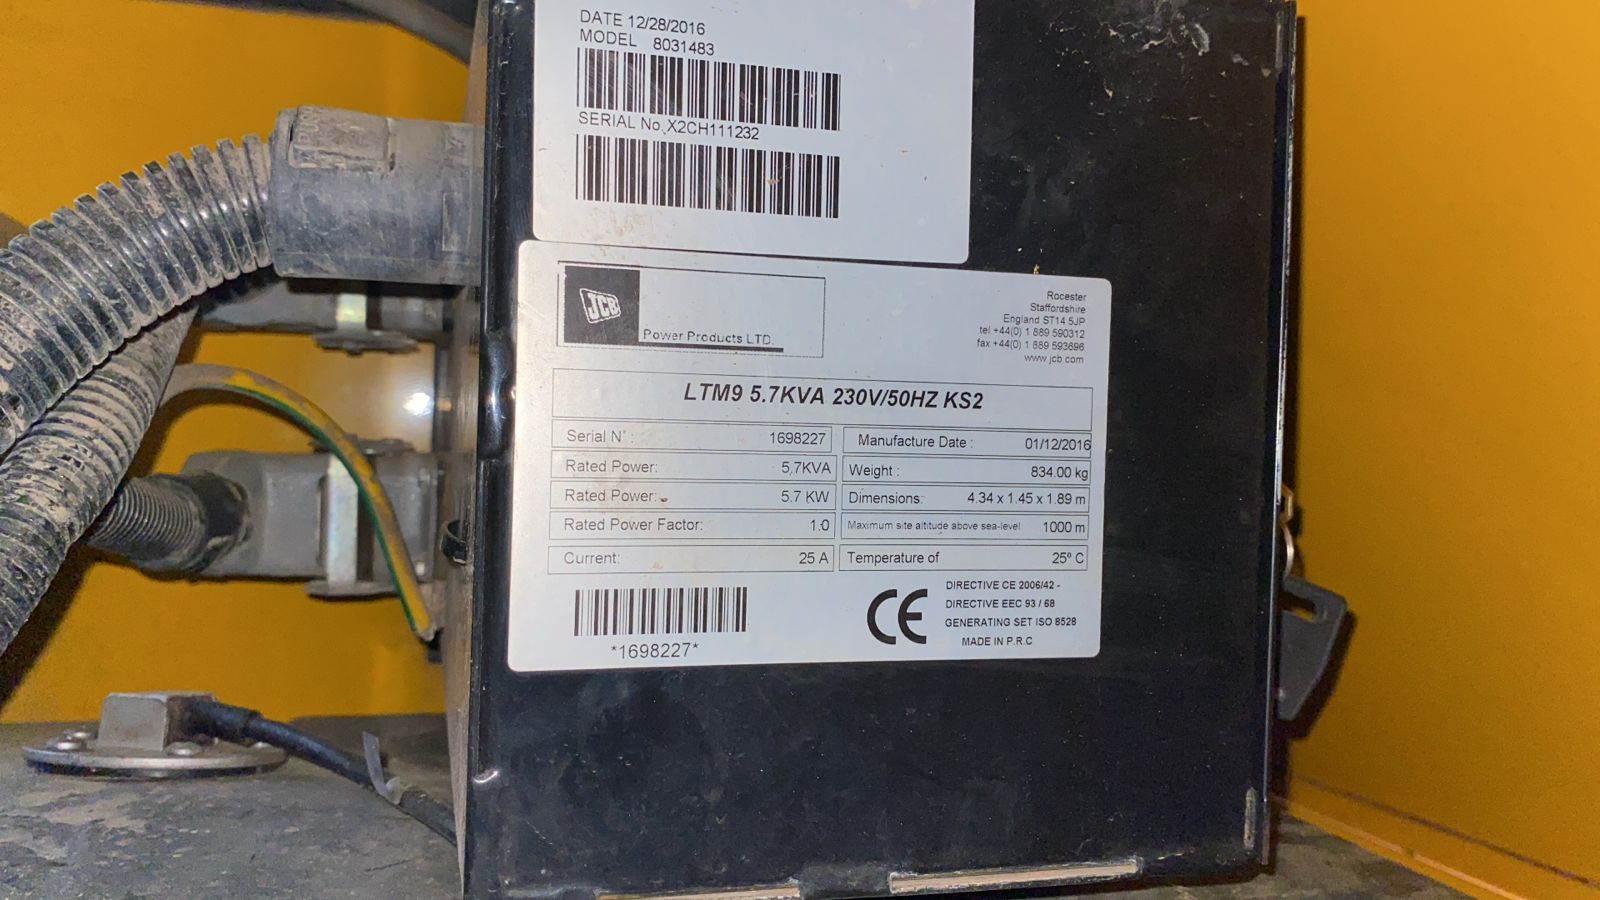 DATE 12/28/2016
MODEL 8031483
SERIAL No. X2CH111232
JCB
Power Products LTD.
Rocester
Staffordshire
England ST14 5JP
tel +44(0) 1 889 590312
fax +44(0) 1 889 593696
www.jcb.com
LTM9 5.7KVA 230V/50HZ KS2
Serial N° : 1698227
Manufacture Date : 01/12/2016
Rated Power: 5,7KVA
Weight : 834.00 kg
Rated Power: 5.7 KW
Dimensions: 4.34 x 1.45 x 1.89 m
Rated Power Factor: 1.0
Maximum site altitude above sea-level: 1000 m
Current: 25 A
Temperature of 25º C
*1698227*
CE
DIRECTIVE CE 2006/42 -
DIRECTIVE EEC 93 / 68
GENERATING SET ISO 8528
MADE IN P.R.C